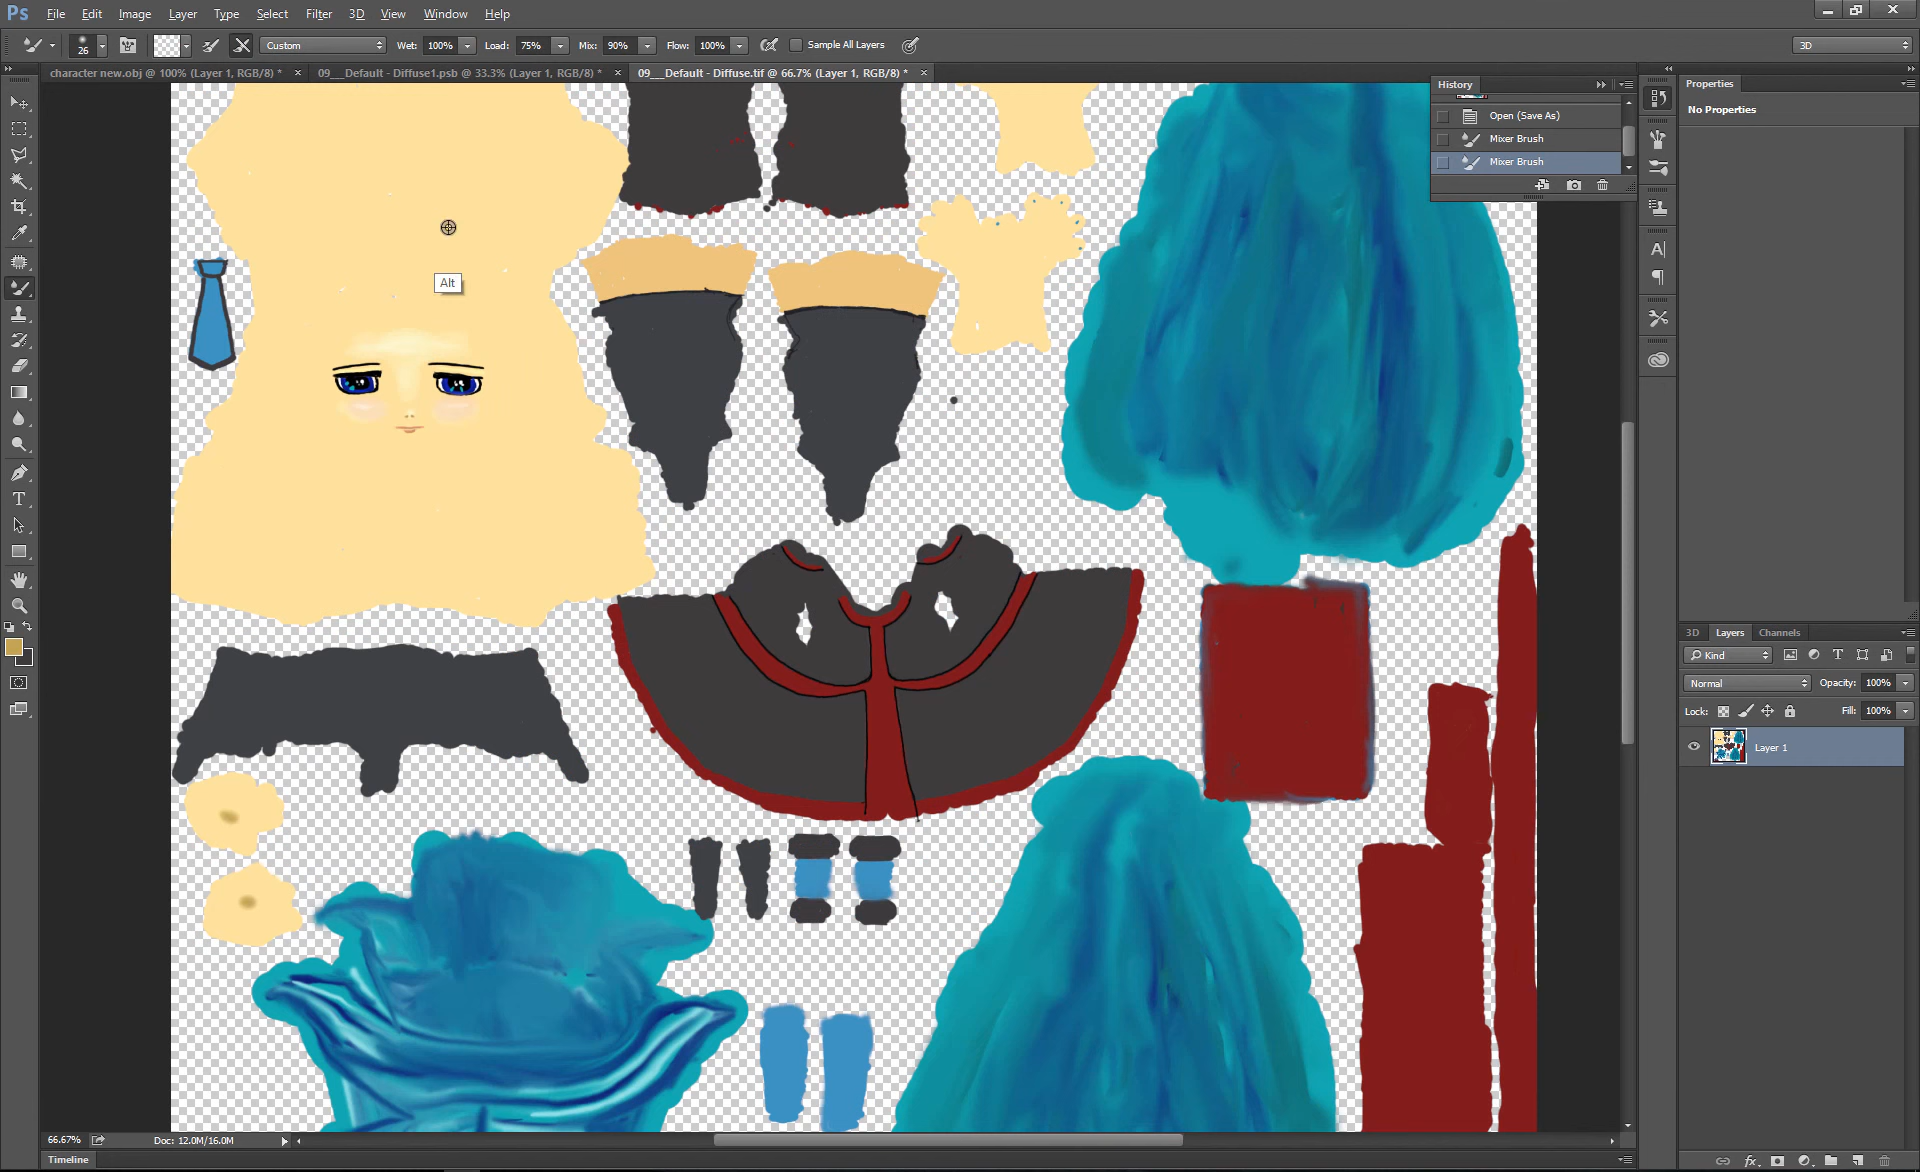 Ps File Edit Image Layer Type Select Filter 3D View Window Help
26 Custom Wet: 100% Load: 75% Mix: 90% Flow: 100% Sample All Layers 3D
character new.obj @ 100% (Layer 1, RGB/8) * × 09___Default - Diffuse1.psb @ 33.3% (Layer 1, RGB/8) * × 09___Default - Diffuse.tif @ 66.7% (Layer 1, RGB/8) * ×
History
Open (Save As)
Mixer Brush
Mixer Brush
Properties
No Properties
Alt
3D Layers Channels
Kind
Normal Opacity: 100%
Lock: Fill: 100%
Layer 1
66.67% Doc: 12.0M/16.0M
Timeline